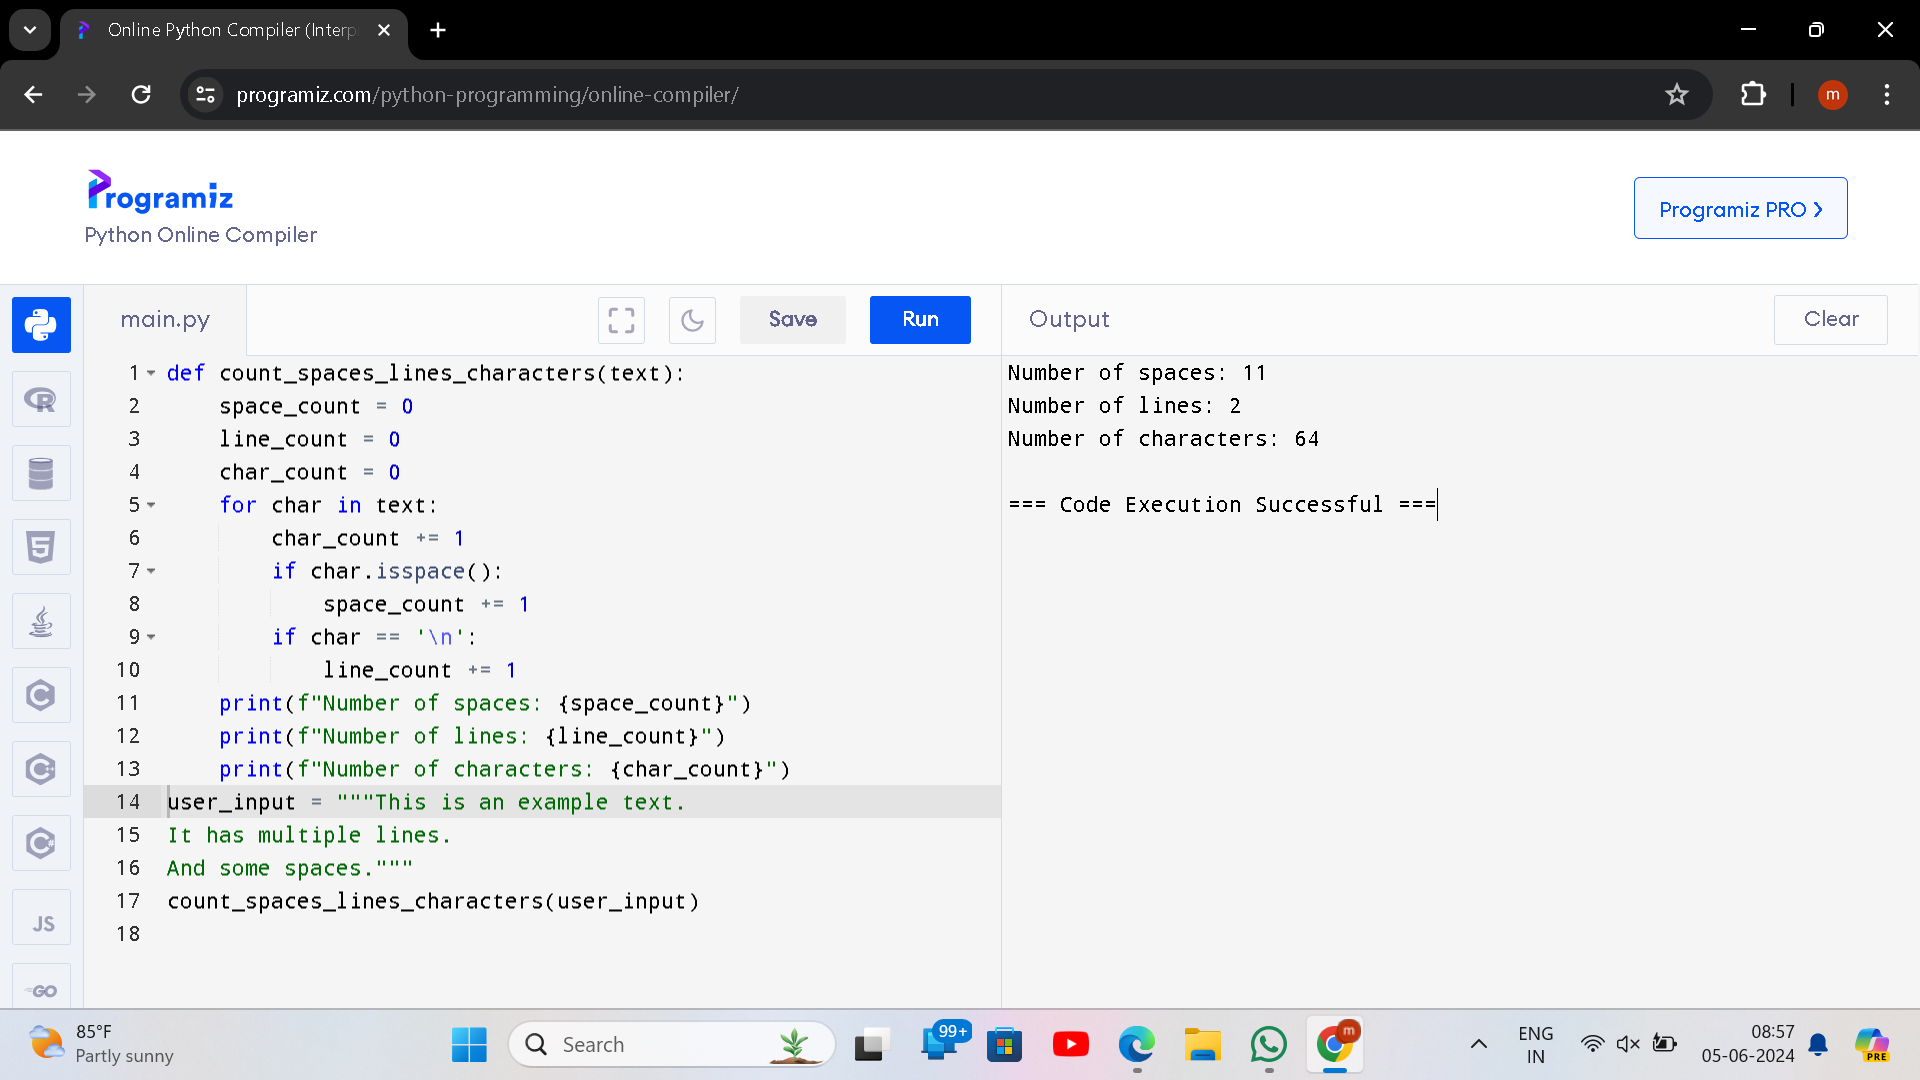 Online Python Compiler (Interp
programiz.com/python-programming/online-compiler/
m
Programiz
Python Online Compiler
Programiz PRO
main.py
Save
Run
Output
Clear
1 def count_spaces_lines_characters(text):
2     space_count = 0
3     line_count = 0
4     char_count = 0
5     for char in text:
6         char_count += 1
7         if char.isspace():
8             space_count += 1
9         if char == '\n':
10             line_count += 1
11     print(f"Number of spaces: {space_count}")
12     print(f"Number of lines: {line_count}")
13     print(f"Number of characters: {char_count}")
14 user_input = """This is an example text.
15 It has multiple lines.
16 And some spaces."""
17 count_spaces_lines_characters(user_input)
18
Number of spaces: 11
Number of lines: 2
Number of characters: 64
=== Code Execution Successful ===
R
5
C
C
C#
JS
GO
85°F
Partly sunny
Search
99+
m
ENG
IN
08:57
05-06-2024
PRE